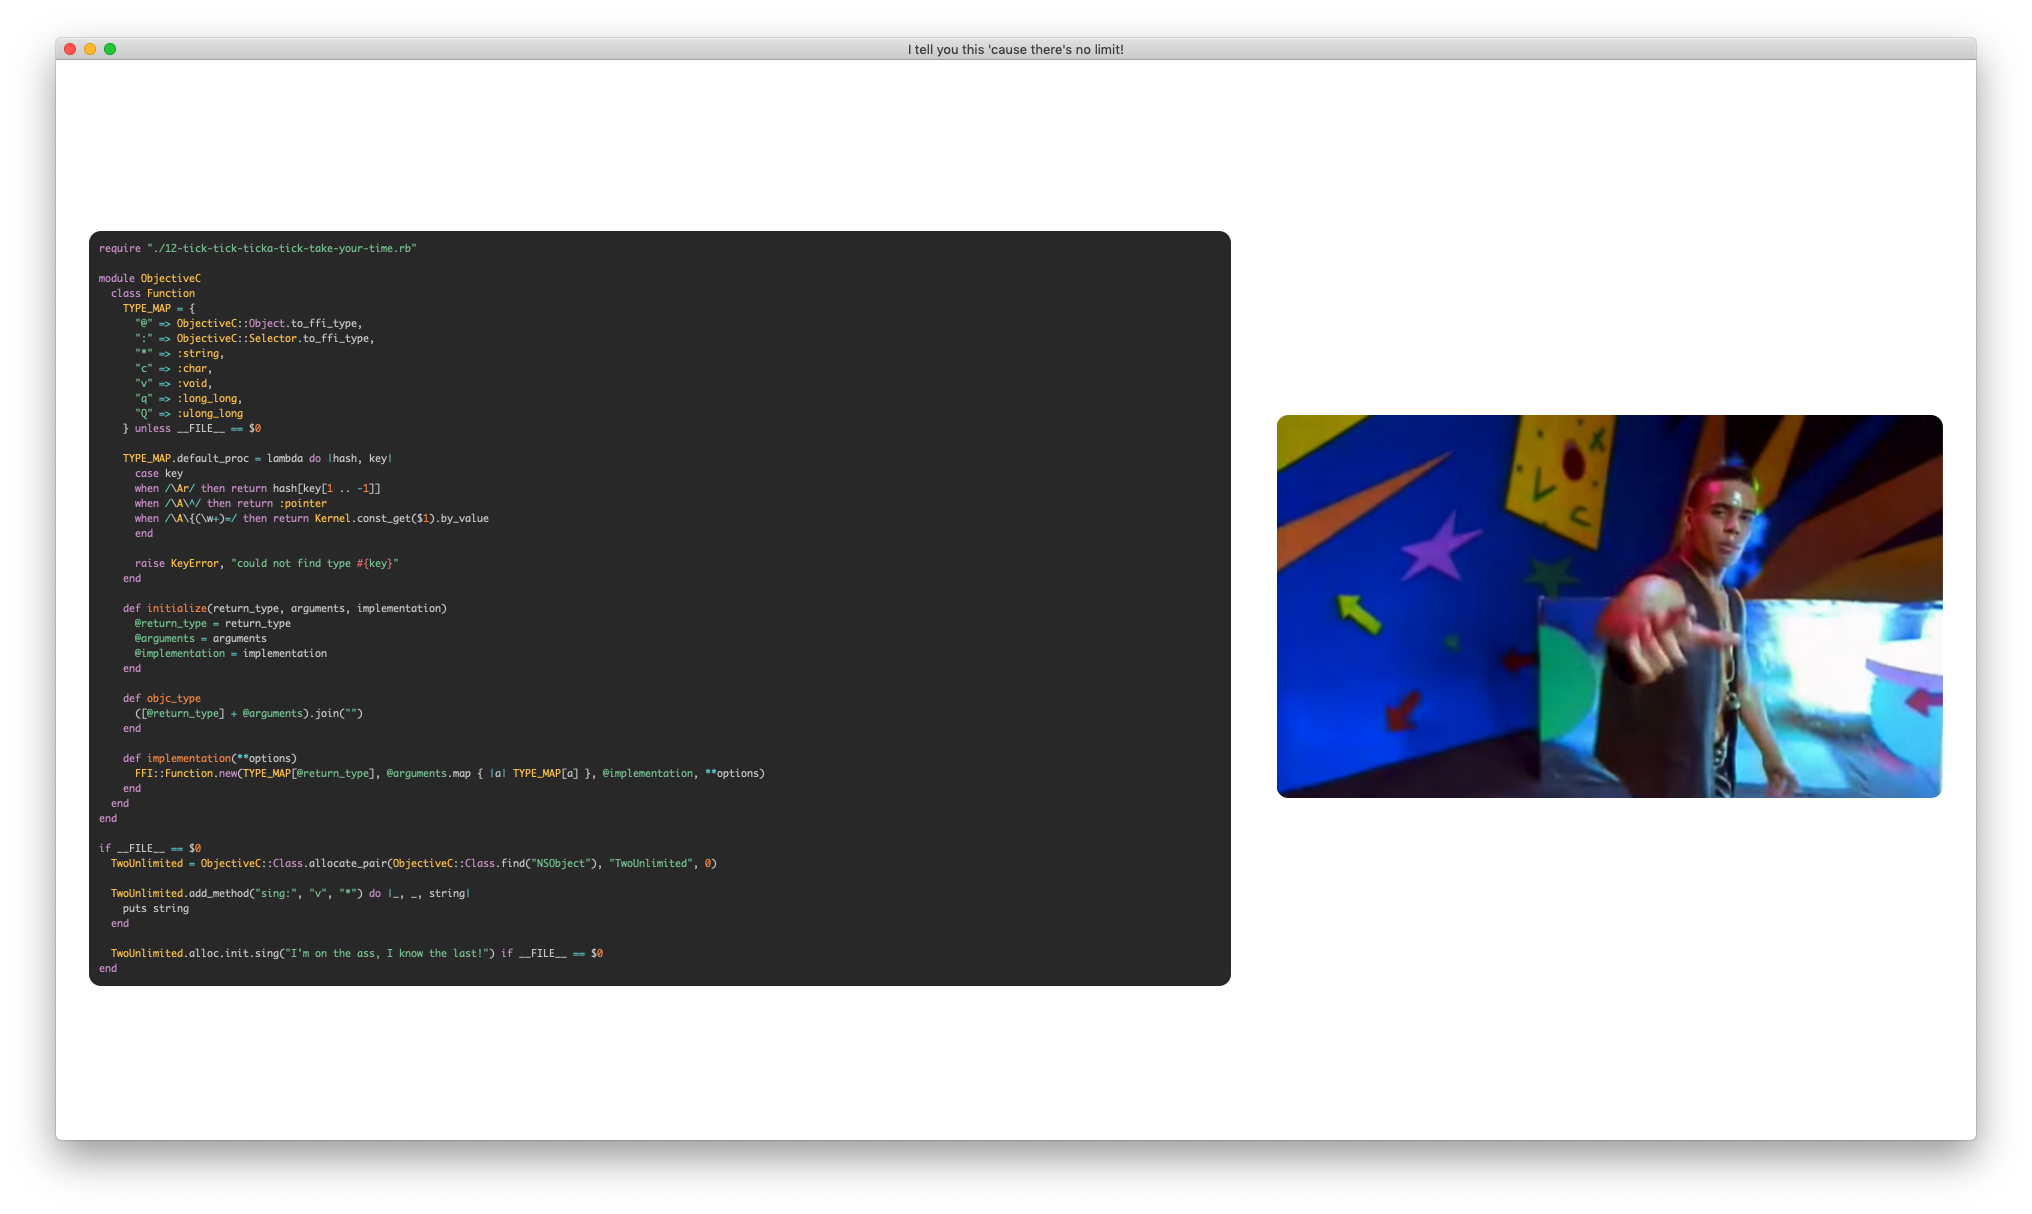 I tell you this 'cause there's no limit!
require "./12-tick-tick-ticka-tick-take-your-time.rb"
module ObjectiveC
  class Function
    TYPE_MAP = {
      "@" => ObjectiveC::Object.to_ffi_type,
      ":" => ObjectiveC::Selector.to_ffi_type,
      "*" => :string,
      "c" => :char,
      "v" => :void,
      "q" => :long_long,
      "Q" => :ulong_long
    } unless __FILE__ == $0
    TYPE_MAP.default_proc = lambda do |hash, key|
      case key
      when /\Ar/ then return hash[key[1 .. -1]]
      when /\A\^/ then return :pointer
      when /\A\{(\w+)=/ then return Kernel.const_get($1).by_value
      end
      raise KeyError, "could not find type #{key}"
    end
    def initialize(return_type, arguments, implementation)
      @return_type = return_type
      @arguments = arguments
      @implementation = implementation
    end
    def objc_type
      ([@return_type] + @arguments).join("")
    end
    def implementation(**options)
      FFI::Function.new(TYPE_MAP[@return_type], @arguments.map { |a| TYPE_MAP[a] }, @implementation, **options)
    end
  end
end
if __FILE__ == $0
  TwoUnlimited = ObjectiveC::Class.allocate_pair(ObjectiveC::Class.find("NSObject"), "TwoUnlimited", 0)
  TwoUnlimited.add_method("sing:", "v", "*") do |_, _, string|
    puts string
  end
  TwoUnlimited.alloc.init.sing("I'm on the ass, I know the last!") if __FILE__ == $0
end